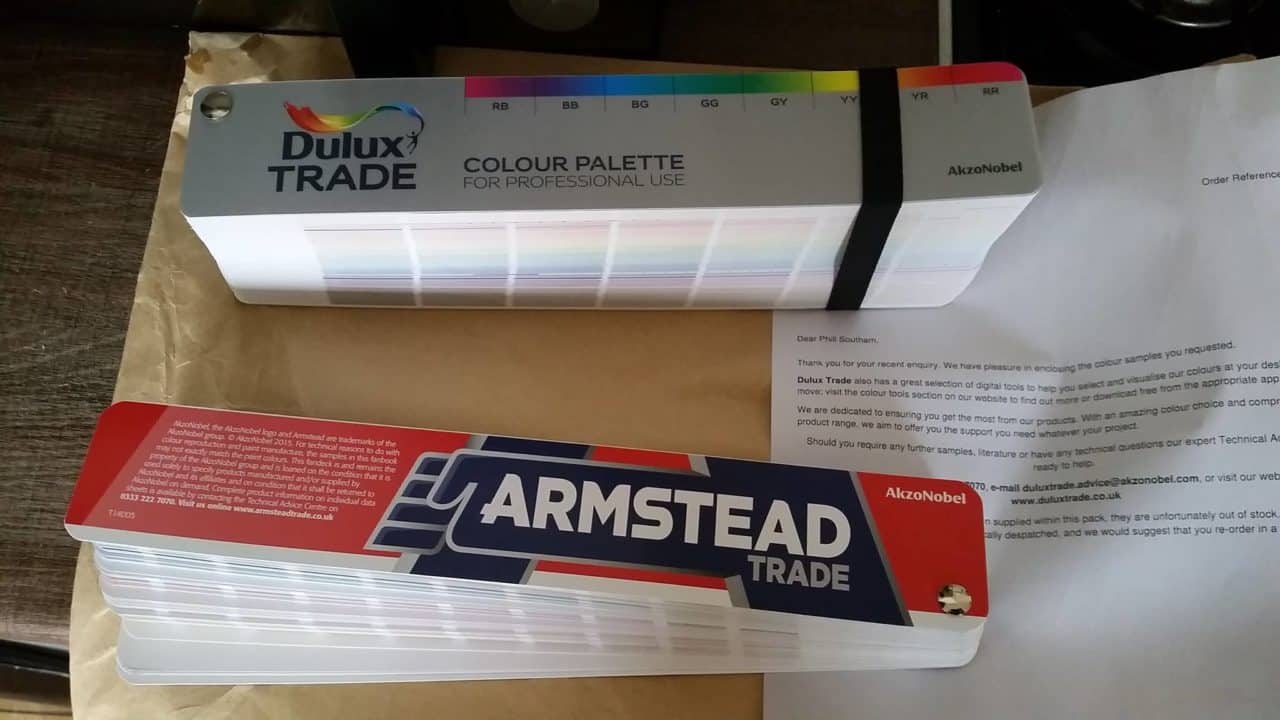 Dulux
TRADE
COLOUR PALETTE
FOR PROFESSIONAL USE
RB BB BG GG GY YY YR RR
AkzoNobel
Order Reference
Dear Phill Southam,
Thank you for your recent enquiry. We have pleasure in enclosing the colour samples you requested.
Dulux Trade also has a great selection of digital tools to help you select and visualise our colours at your
move; visit the colour tools section on our website to find out more or download free from the appropriate app
We are dedicated to ensuring you get the most from our products. With an amazing colour choice and
product range, we aim to offer you the support you need whatever your project.
Should you require any further samples, literature or have any technical questions our expert Technical
ready to help.
7070, e-mail duluxtrade.advice@akzonobel.com, or visit our
www.duluxtrade.co.uk
supplied within this pack, they are unfortunately out of stock.
despatched, and we would suggest that you re-order in a
AkzoNobel, the AkzoNobel logo and Armstead are trademarks of the
AkzoNobel group. © AkzoNobel 2015. For technical reasons to do with
colour reproduction and paint manufacture, the samples in this fanbook
may not exactly match the paint colours. This fandeck is and remains the
property of the AkzoNobel group and is loaned on the condition that it is
used solely to specify products manufactured and/or supplied by
AkzoNobel and its affiliates and on condition that it shall be returned to
AkzoNobel on demand. Complete product information on individual data
sheets is available by contacting the Technical Advice Centre on
0333 222 7070. Visit us online www.armsteadtrade.co.uk
T14D05
ARMSTEAD
TRADE
AkzoNobel